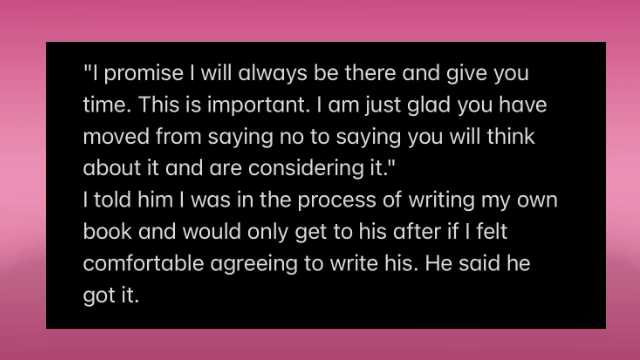 "I promise I will always be there and give you
time. This is important. I am just glad you have
moved from saying no to saying you will think
about it and are considering it."
I told him I was in the process of writing my own
book and would only get to his after if I felt
comfortable agreeing to write his. He said he
got it.